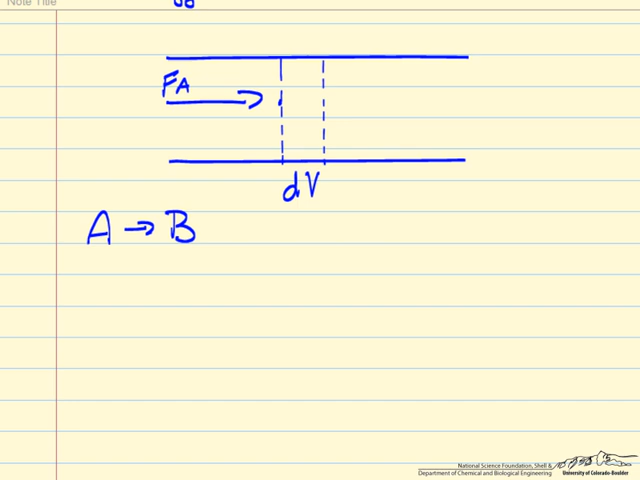 Note Title
FA
dV
A → B
National Science Foundation, Shell &
Department of Chemical and Biological Engineering
University of Colorado-Boulder